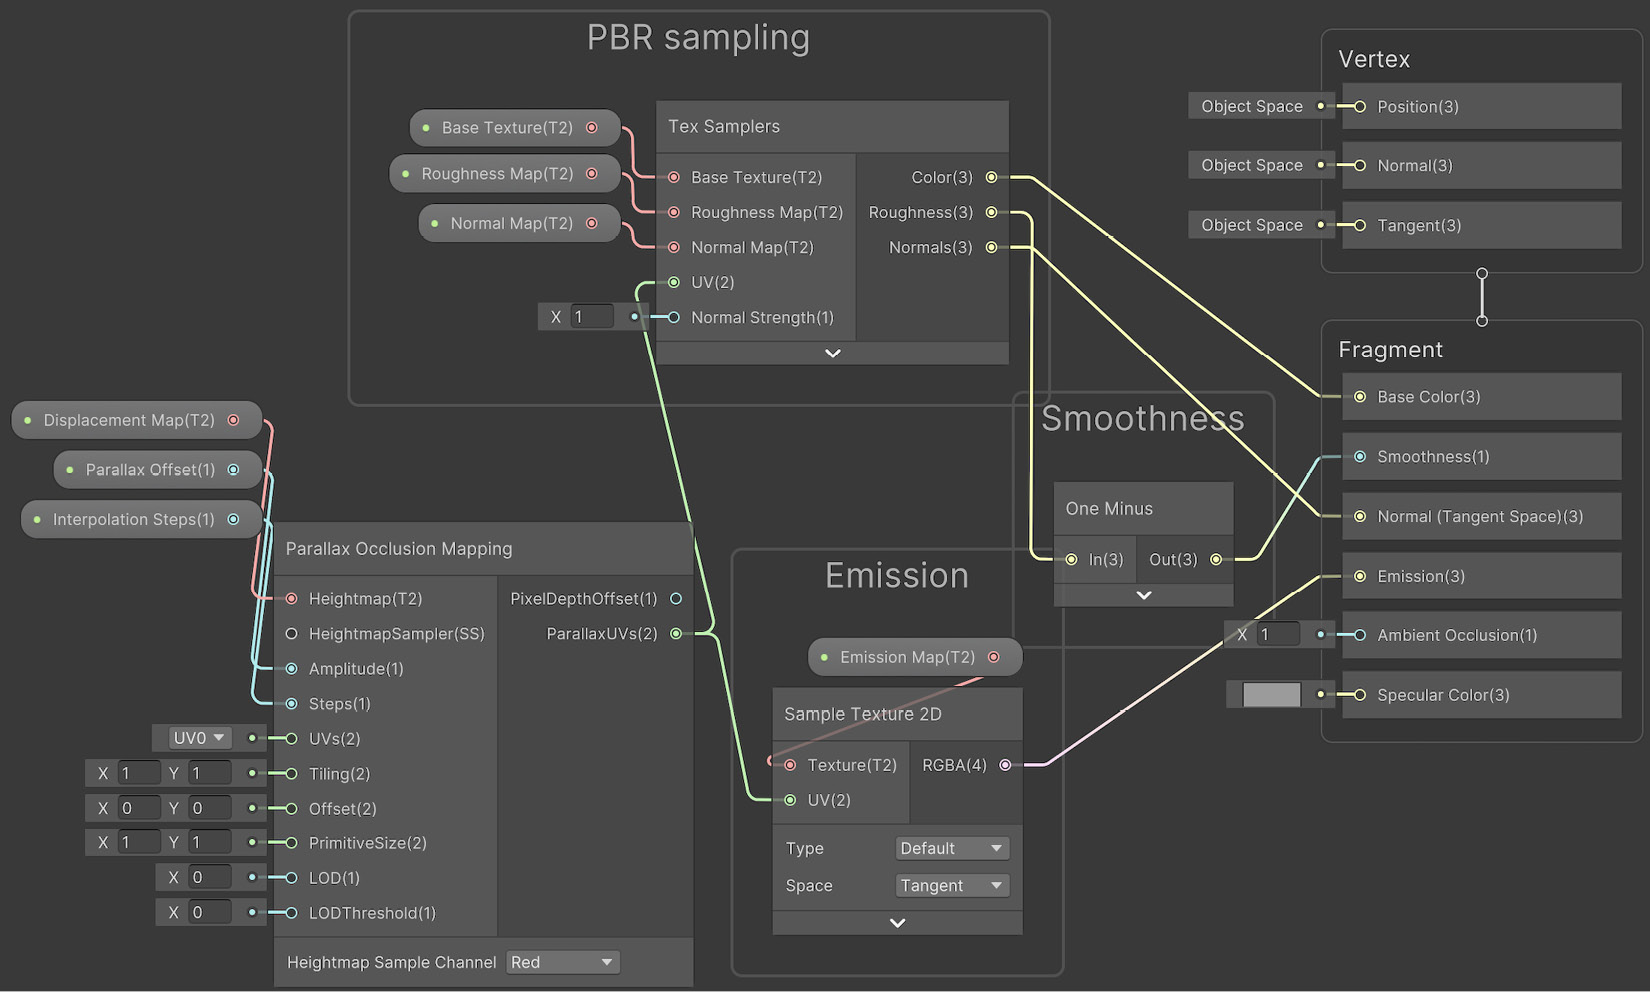 PBR sampling
Base Texture(T2)
Roughness Map(T2)
Normal Map(T2)
X 1
Tex Samplers
Base Texture(T2)
Roughness Map(T2)
Normal Map(T2)
UV(2)
Normal Strength(1)
Color(3)
Roughness(3)
Normals(3)
Vertex
Object Space
Position(3)
Object Space
Normal(3)
Object Space
Tangent(3)
Fragment
Base Color(3)
Smoothness(1)
Normal (Tangent Space)(3)
Emission(3)
X 1
Ambient Occlusion(1)
Specular Color(3)
Smoothness
One Minus
In(3)
Out(3)
Displacement Map(T2)
Parallax Offset(1)
Interpolation Steps(1)
Parallax Occlusion Mapping
Heightmap(T2)
HeightmapSampler(SS)
Amplitude(1)
Steps(1)
UV0
UVs(2)
X 1 Y 1
Tiling(2)
X 0 Y 0
Offset(2)
X 1 Y 1
PrimitiveSize(2)
X 0
LOD(1)
X 0
LODThreshold(1)
PixelDepthOffset(1)
ParallaxUVs(2)
Heightmap Sample Channel Red
Emission
Emission Map(T2)
Sample Texture 2D
Texture(T2)
UV(2)
RGBA(4)
Type Default
Space Tangent